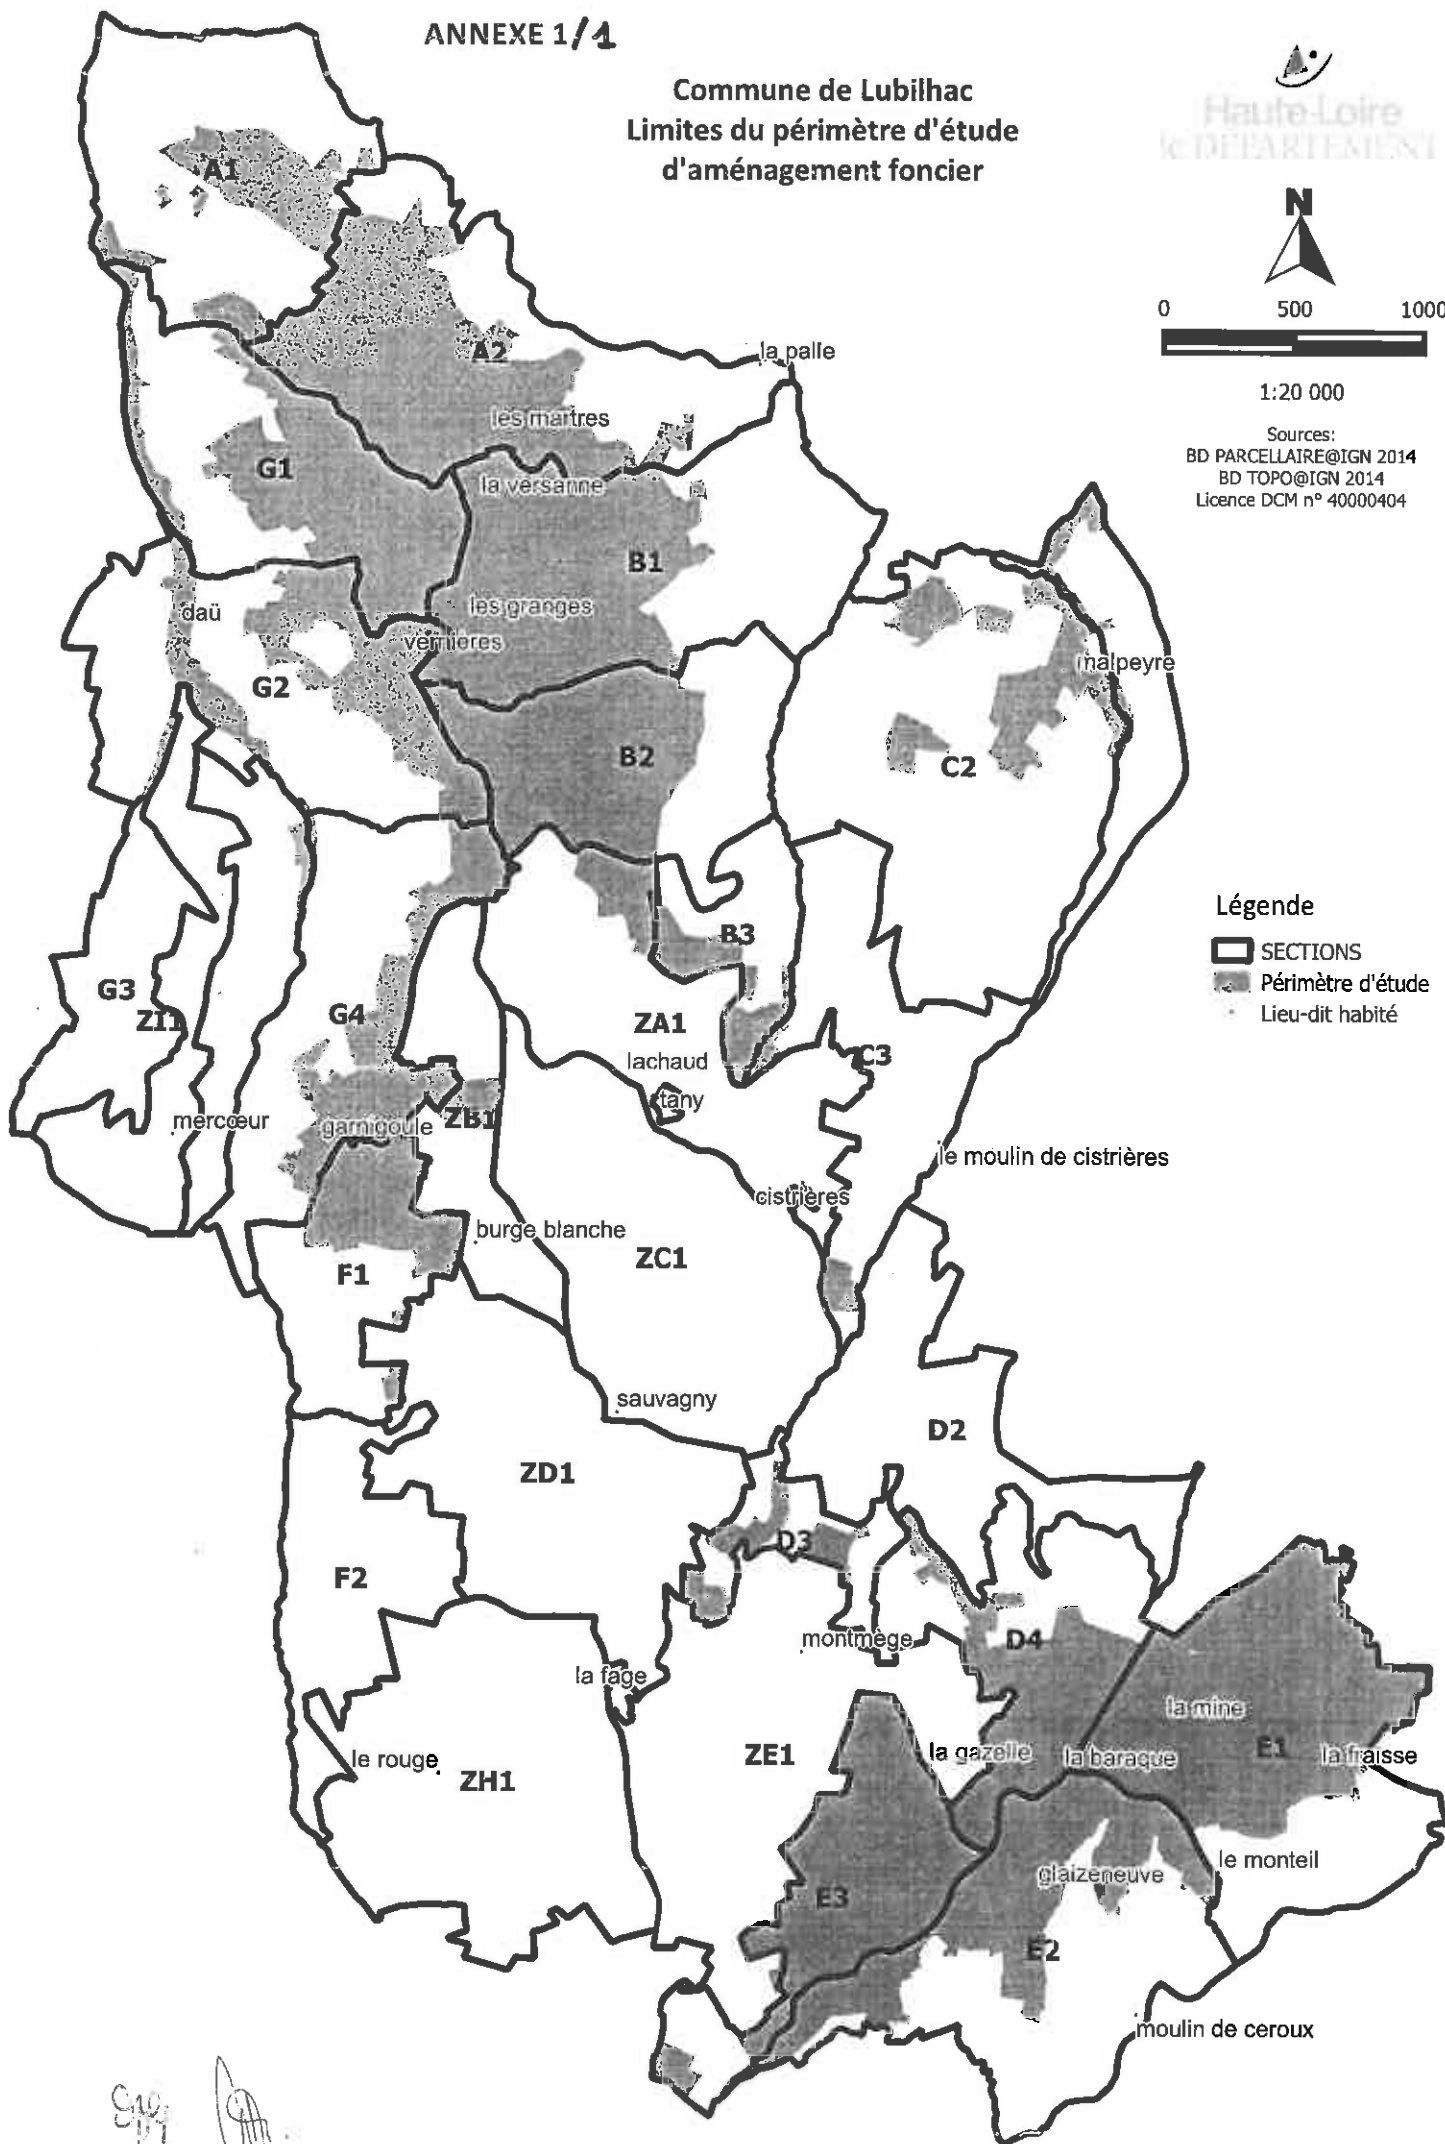 ANNEXE 1/1
Commune de Lubilhac
Limites du périmètre d'étude
d'aménagement foncier
Haute-Loire
le DÉPARTEMENT
N
0 500 1000
1:20 000
Sources:
BD PARCELLAIRE@IGN 2014
BD TOPO@IGN 2014
Licence DCM n° 40000404
A1
A2
la palle
les martres
G1
la versanne
B1
les granges
daü
vernieres
malpeyre
G2
B2
C2
Légende
SECTIONS
Périmètre d'étude
Lieu-dit habité
B3
G3
ZI1
G4
ZA1
lachaud
C3
tany
mercœur
garnigoule
ZB1
le moulin de cistrières
cistrières
burge blanche
ZC1
F1
sauvagny
D2
ZD1
D3
F2
montmège
D4
la fage
la mine
le rouge
ZH1
ZE1
la gazelle
la baraque
E1
la fraisse
glaizeneuve
le monteil
E3
E2
moulin de ceroux